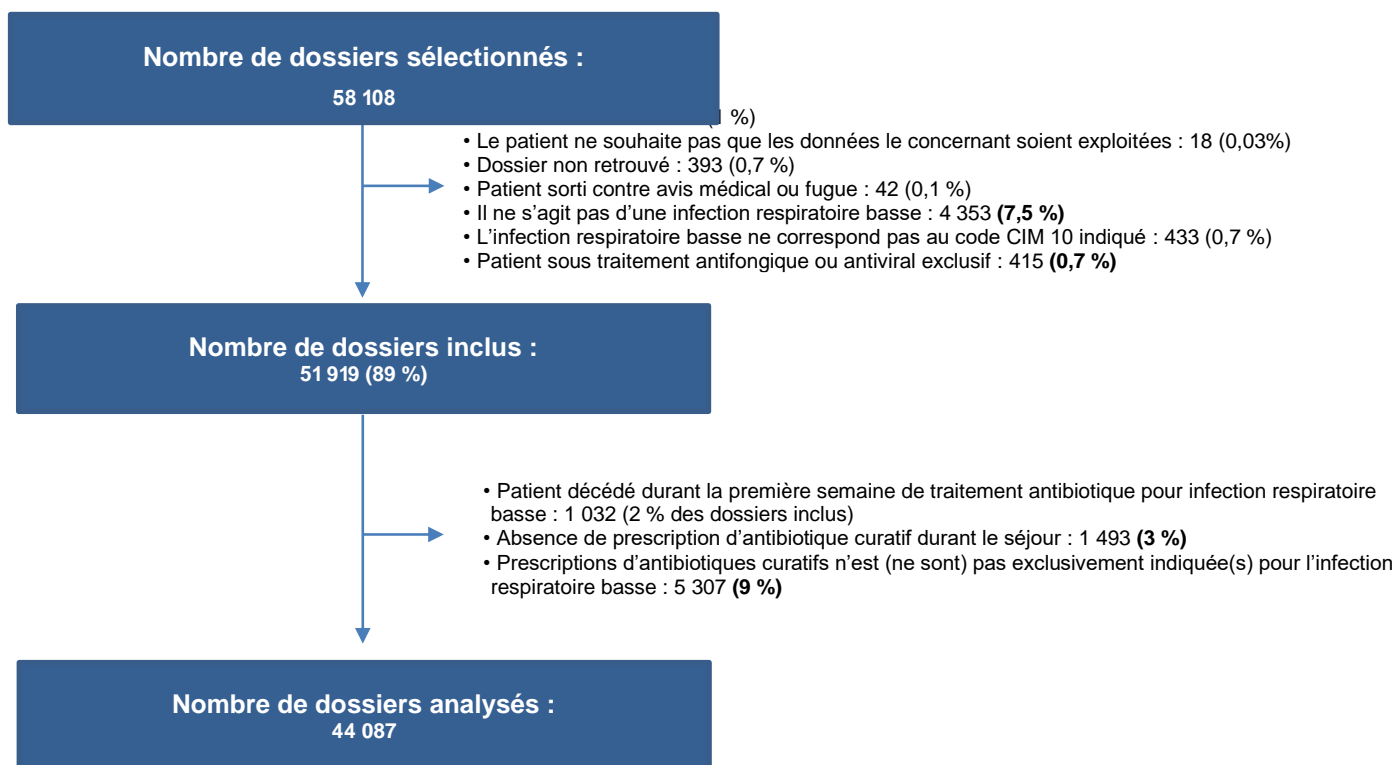 Nombre de dossiers sélectionnés :
58 108
%)
• Le patient ne souhaite pas que les données le concernant soient exploitées : 18 (0,03%)
• Dossier non retrouvé : 393 (0,7 %)
• Patient sorti contre avis médical ou fugue : 42 (0,1 %)
• Il ne s’agit pas d’une infection respiratoire basse : 4 353 (7,5 %)
• L’infection respiratoire basse ne correspond pas au code CIM 10 indiqué : 433 (0,7 %)
• Patient sous traitement antifongique ou antiviral exclusif : 415 (0,7 %)
Nombre de dossiers inclus :
51 919 (89 %)
• Patient décédé durant la première semaine de traitement antibiotique pour infection respiratoire
basse : 1 032 (2 % des dossiers inclus)
• Absence de prescription d’antibiotique curatif durant le séjour : 1 493 (3 %)
• Prescriptions d’antibiotiques curatifs n’est (ne sont) pas exclusivement indiquée(s) pour l’infection
respiratoire basse : 5 307 (9 %)
Nombre de dossiers analysés :
44 087